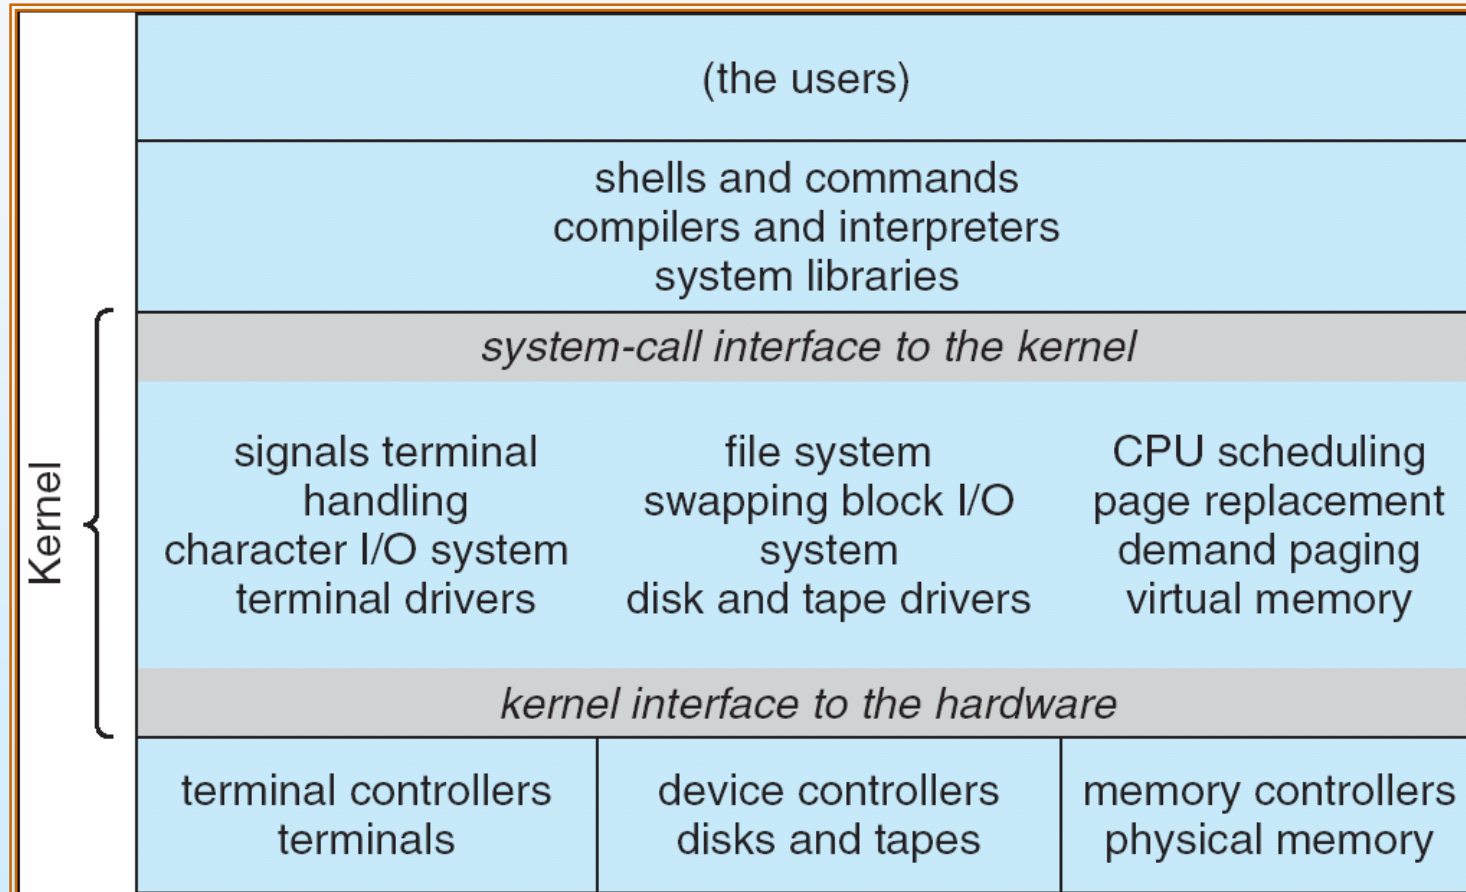 (the users)
shells and commands
compilers and interpreters
system libraries
Kernel
system-call interface to the kernel
signals terminal
handling
character I/O system
terminal drivers
file system
swapping block I/O
system
disk and tape drivers
CPU scheduling
page replacement
demand paging
virtual memory
kernel interface to the hardware
terminal controllers
terminals
device controllers
disks and tapes
memory controllers
physical memory